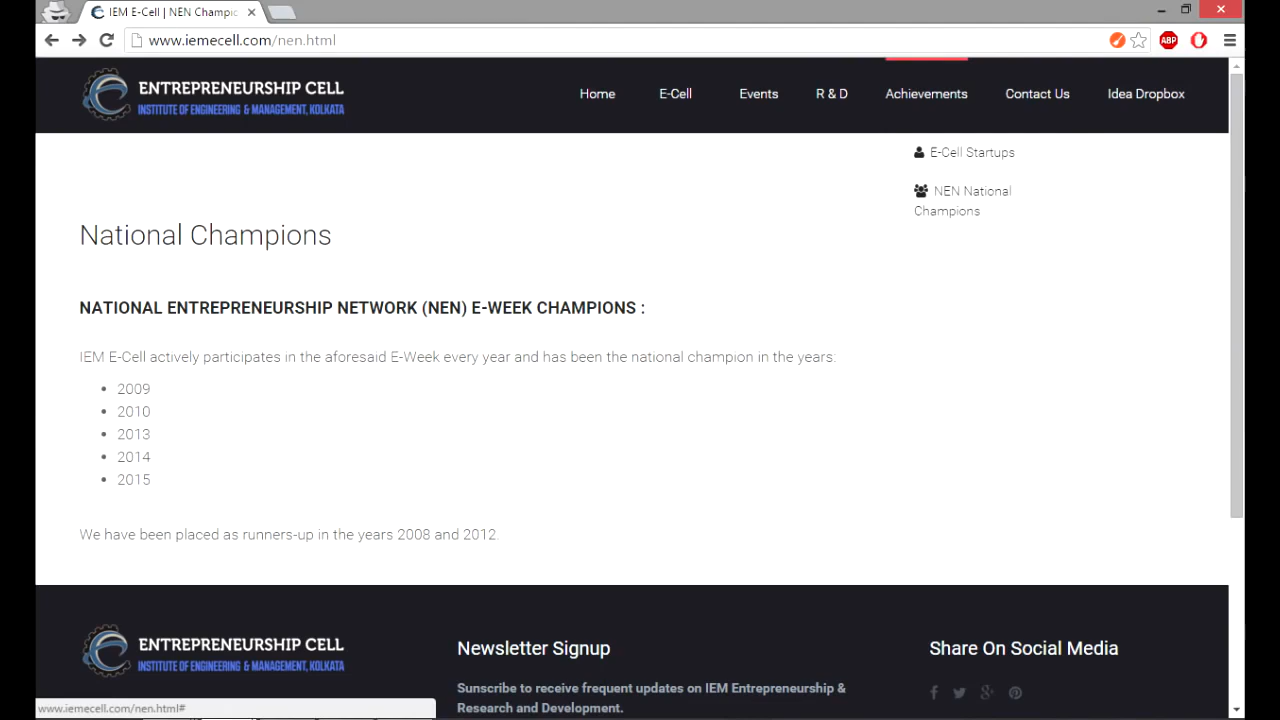 IEM E-Cell | NEN Champic
www.iemecell.com/nen.html
ABP
ENTREPRENEURSHIP CELL
INSTITUTE OF ENGINEERING & MANAGEMENT, KOLKATA
Home E-Cell Events R & D Achievements Contact Us Idea Dropbox
E-Cell Startups
NEN National
Champions
National Champions
NATIONAL ENTREPRENEURSHIP NETWORK (NEN) E-WEEK CHAMPIONS :
IEM E-Cell actively participates in the aforesaid E-Week every year and has been the national champion in the years:
• 2009
• 2010
• 2013
• 2014
• 2015
We have been placed as runners-up in the years 2008 and 2012.
ENTREPRENEURSHIP CELL
INSTITUTE OF ENGINEERING & MANAGEMENT, KOLKATA
Newsletter Signup
Sunscribe to receive frequent updates on IEM Entrepreneurship &
Research and Development.
Share On Social Media
www.iemecell.com/nen.html#